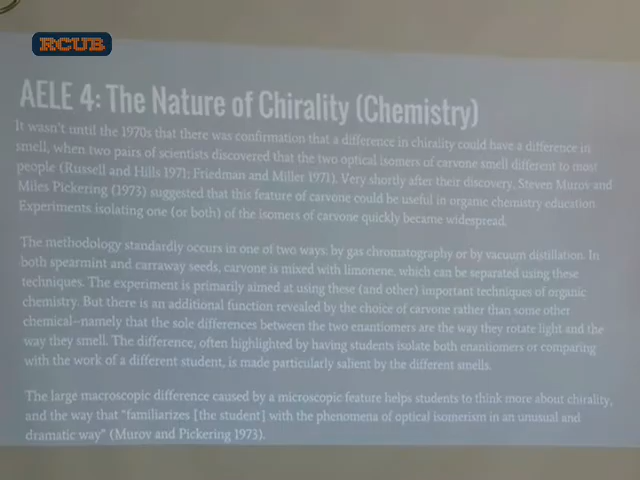 RCUB
AELE 4: The Nature of Chirality (Chemistry)
It wasn't until the 1970s that there was confirmation that a difference in chirality could have a difference in
smell, when two pairs of scientists discovered that the two optical isomers of carvone smell different to most
people (Russell and Hills 1971; Friedman and Miller 1971). Very shortly after their discovery, Steven Murov and
Miles Pickering (1973) suggested that this feature of carvone could be useful in organic chemistry education.
Experiments isolating one (or both) of the isomers of carvone quickly became widespread.
The methodology standardly occurs in one of two ways: by gas chromatography or by vacuum distillation. In
both spearmint and carraway seeds, carvone is mixed with limonene, which can be separated using these
techniques. The experiment is primarily aimed at using these (and other) important techniques of organic
chemistry. But there is an additional function revealed by the choice of carvone rather than some other
chemical—namely that the sole differences between the two enantiomers are the way they rotate light and the
way they smell. The difference, often highlighted by having students isolate both enantiomers or comparing
with the work of a different student, is made particularly salient by the different smells.
The large macroscopic difference caused by a microscopic feature helps students to think more about chirality,
and the way that "familiarizes [the student] with the phenomena of optical isomerism in an unusual and
dramatic way" (Murov and Pickering 1973).